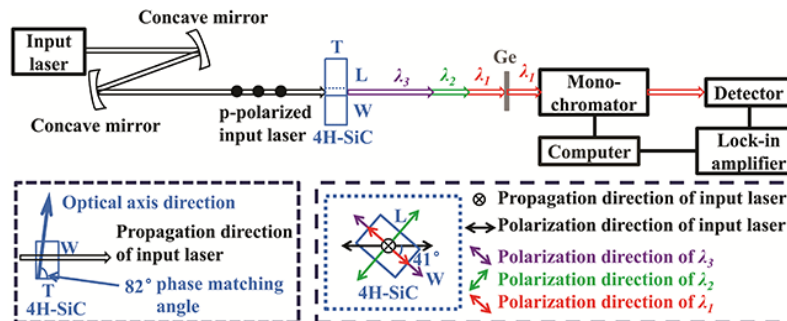 Concave mirror
Input
laser
Concave mirror
p-polarized
input laser
T
L
W
4H-SiC
λ3
λ2
λ1
Ge
λ1
Mono-
chromator
Detector
Computer
Lock-in
amplifier
Optical axis direction
W
Propagation direction
of input laser
T
4H-SiC
82° phase matching
angle
L
41°
W
4H-SiC
Propagation direction of input laser
Polarization direction of input laser
Polarization direction of λ3
Polarization direction of λ2
Polarization direction of λ1